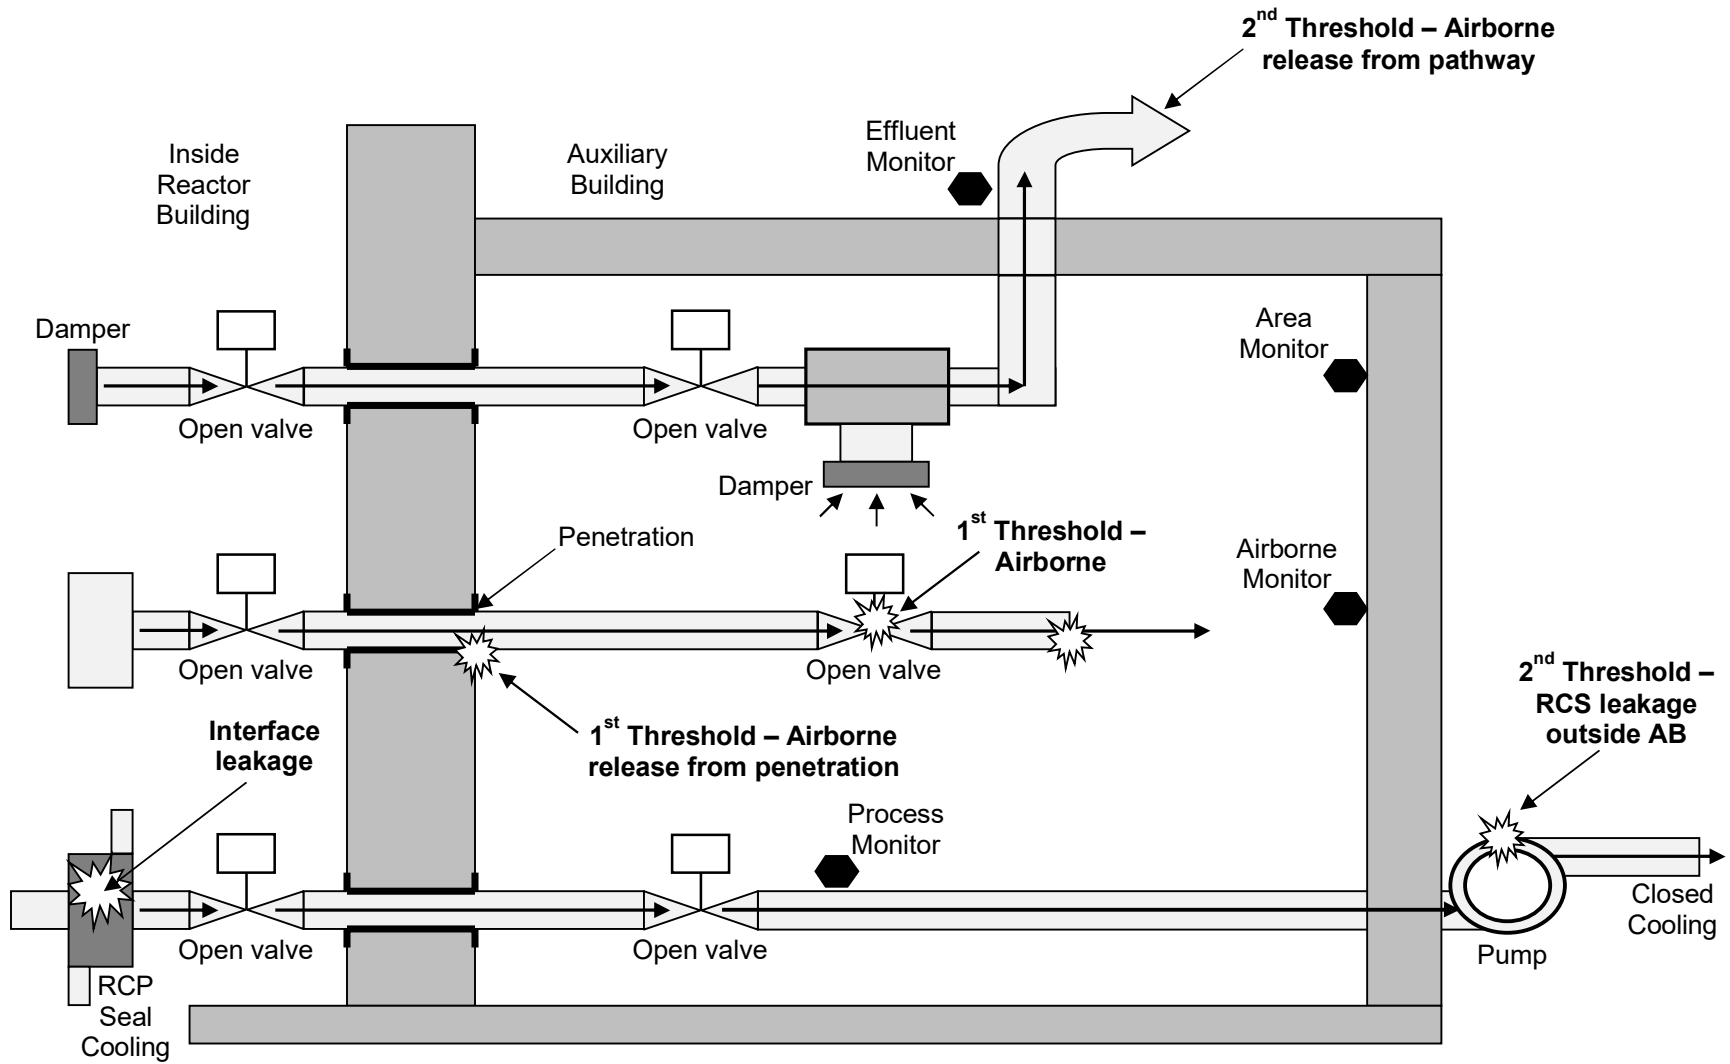 2nd Threshold – Airborne
release from pathway
Effluent
Monitor
Inside
Reactor
Building
Auxiliary
Building
Damper
Open valve
Open valve
Area
Monitor
Damper
Penetration
1st Threshold –
Airborne
Airborne
Monitor
Open valve
Open valve
2nd Threshold –
RCS leakage
outside AB
Interface
leakage
1st Threshold – Airborne
release from penetration
Process
Monitor
Open valve
Open valve
Closed
Cooling
Pump
RCP
Seal
Cooling